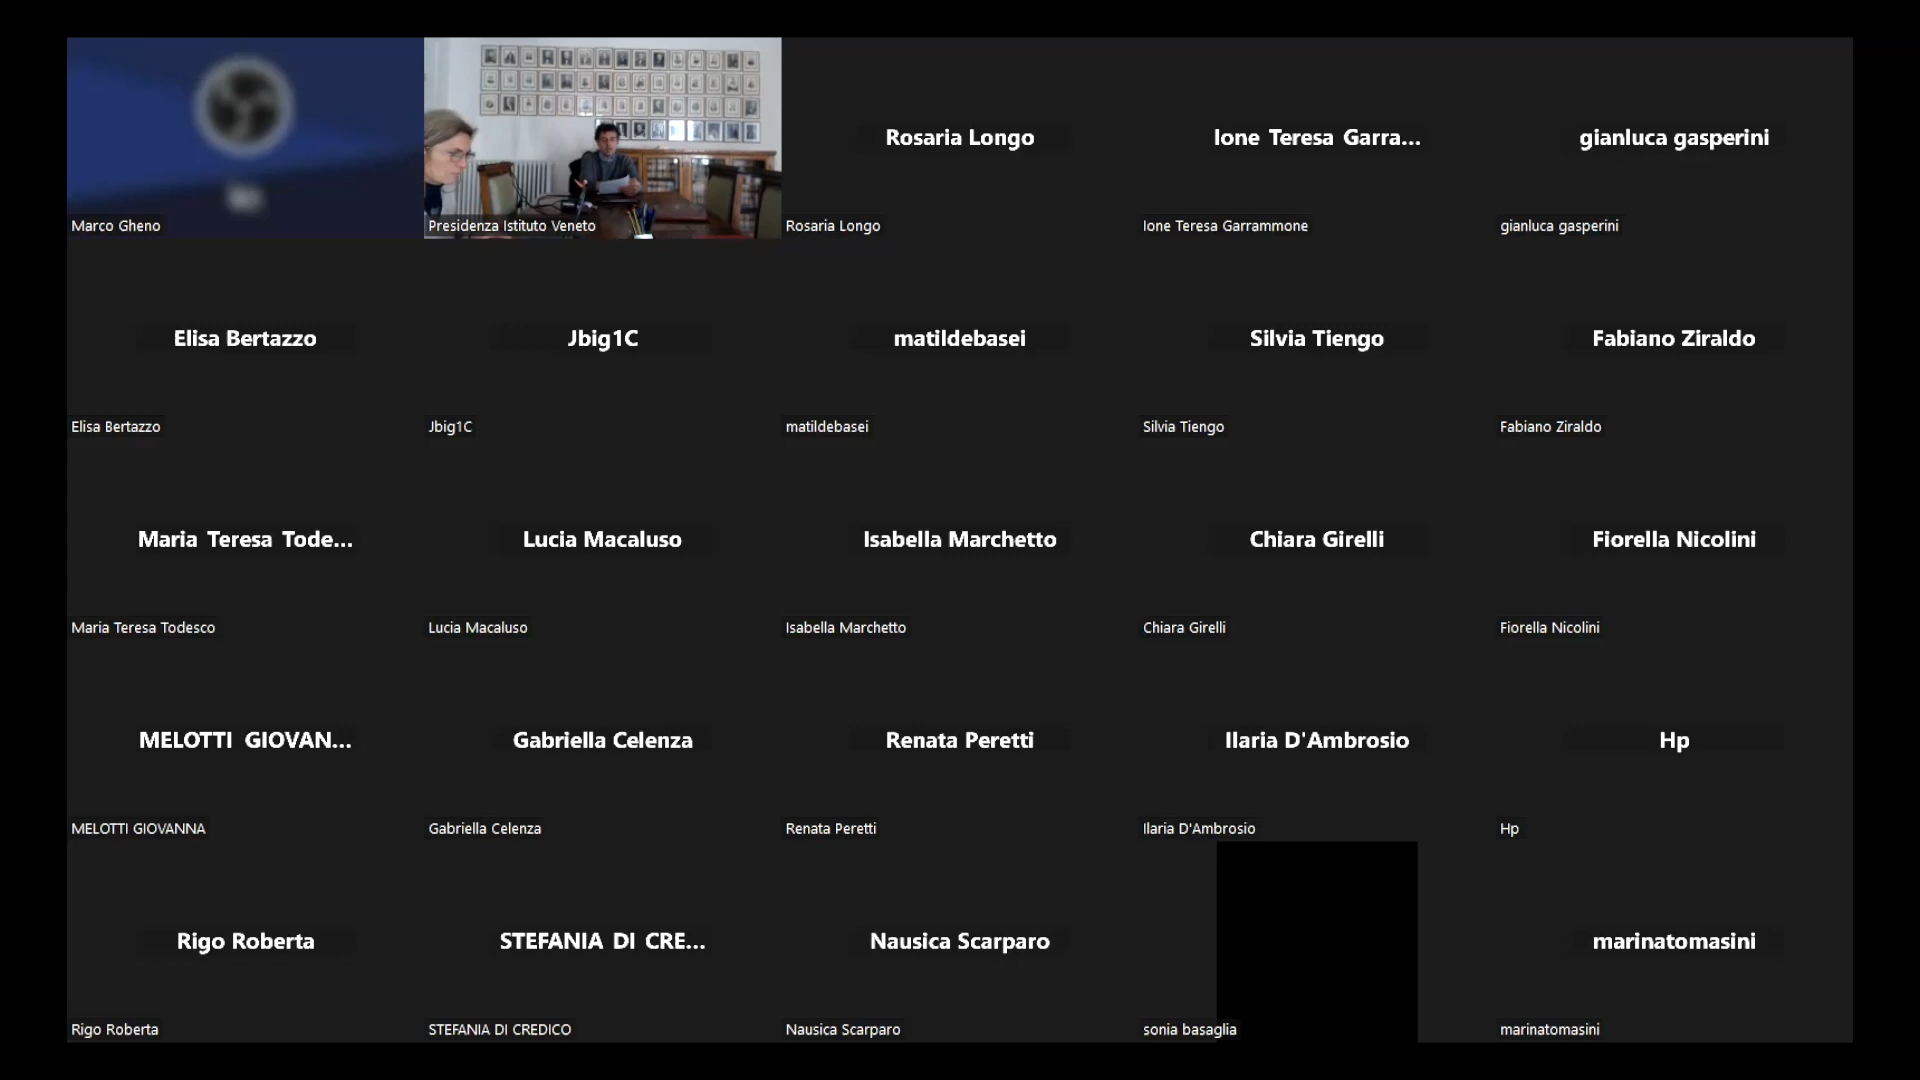 Marco Gheno
Presidenza Istituto Veneto
Rosaria Longo
Rosaria Longo
Ione Teresa Garra...
Ione Teresa Garrammone
gianluca gasperini
gianluca gasperini
Elisa Bertazzo
Elisa Bertazzo
Jbig1C
Jbig1C
matildebasei
matildebasei
Silvia Tiengo
Silvia Tiengo
Fabiano Ziraldo
Fabiano Ziraldo
Maria Teresa Tode...
Maria Teresa Todesco
Lucia Macaluso
Lucia Macaluso
Isabella Marchetto
Isabella Marchetto
Chiara Girelli
Chiara Girelli
Fiorella Nicolini
Fiorella Nicolini
MELOTTI GIOVAN...
MELOTTI GIOVANNA
Gabriella Celenza
Gabriella Celenza
Renata Peretti
Renata Peretti
Ilaria D'Ambrosio
Ilaria D'Ambrosio
Hp
Hp
Rigo Roberta
Rigo Roberta
STEFANIA DI CRE...
STEFANIA DI CREDICO
Nausica Scarparo
Nausica Scarparo
sonia basaglia
marinatomasini
marinatomasini